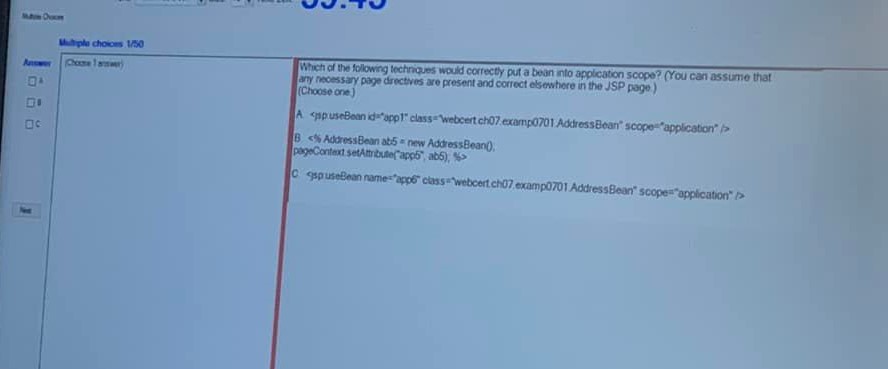 Multiple Choices
Multiple choices 1/50
Answer
(Choose 1 answer)
A
B
C
Next
Which of the following techniques would correctly put a bean into application scope? (You can assume that
any necessary page directives are present and correct elsewhere in the JSP page.)
(Choose one.)
A. <jsp:useBean id="app1" class="webcert.ch07.examp0701.AddressBean" scope="application" />
B. <% AddressBean ab5 = new AddressBean();
pageContext.setAttribute("app5", ab5); %>
C. <jsp:useBean name="app6" class="webcert.ch07.examp0701.AddressBean" scope="application" />